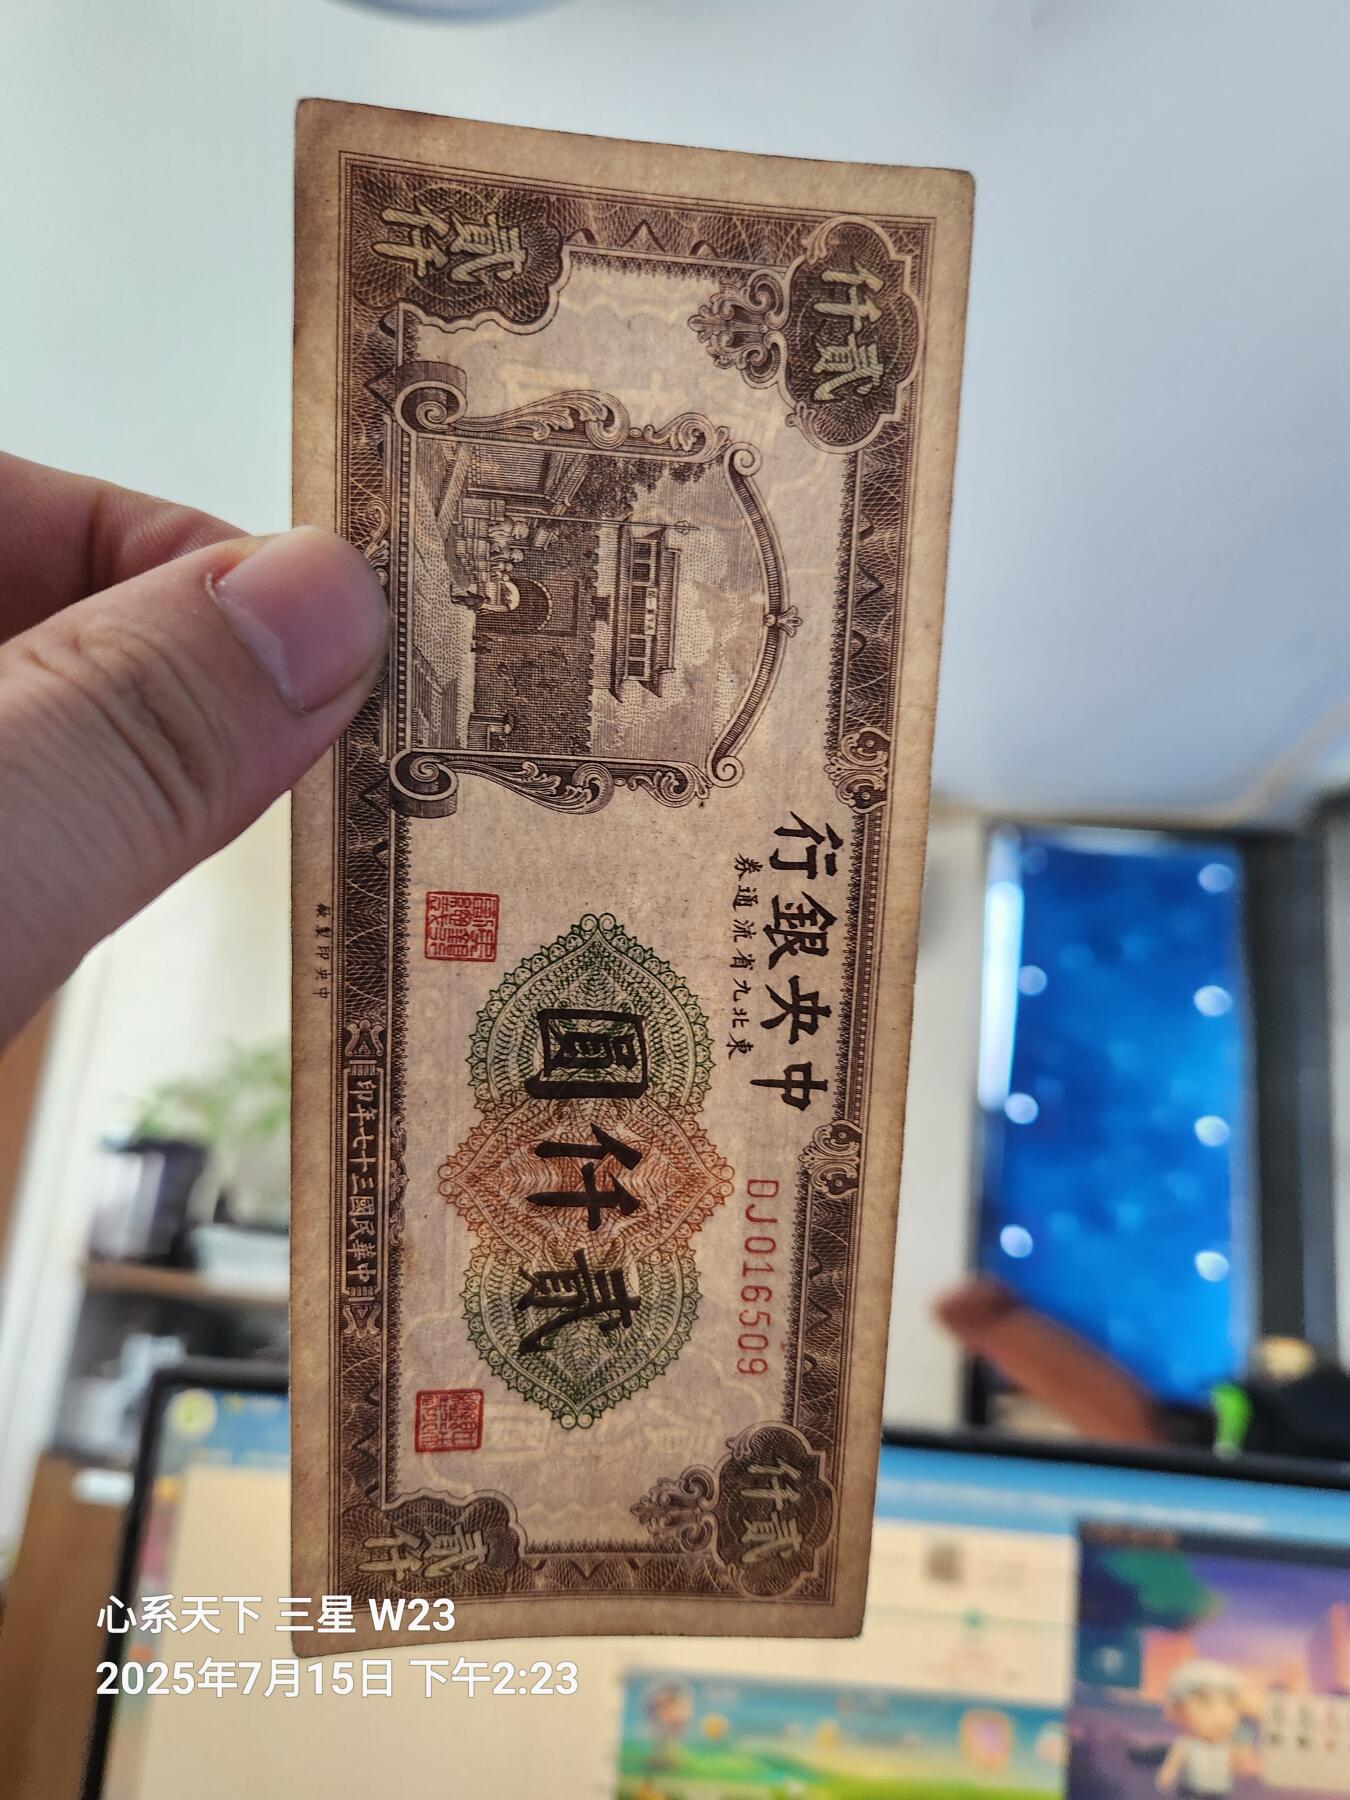 中央銀行
東北九省流通券
DJ016509
貳仟圓
仟貳
仟貳
貳仟
貳仟
中華民國三十七年印
中央印製廠
心系天下 三星 W23
2025年7月15日 下午2:23